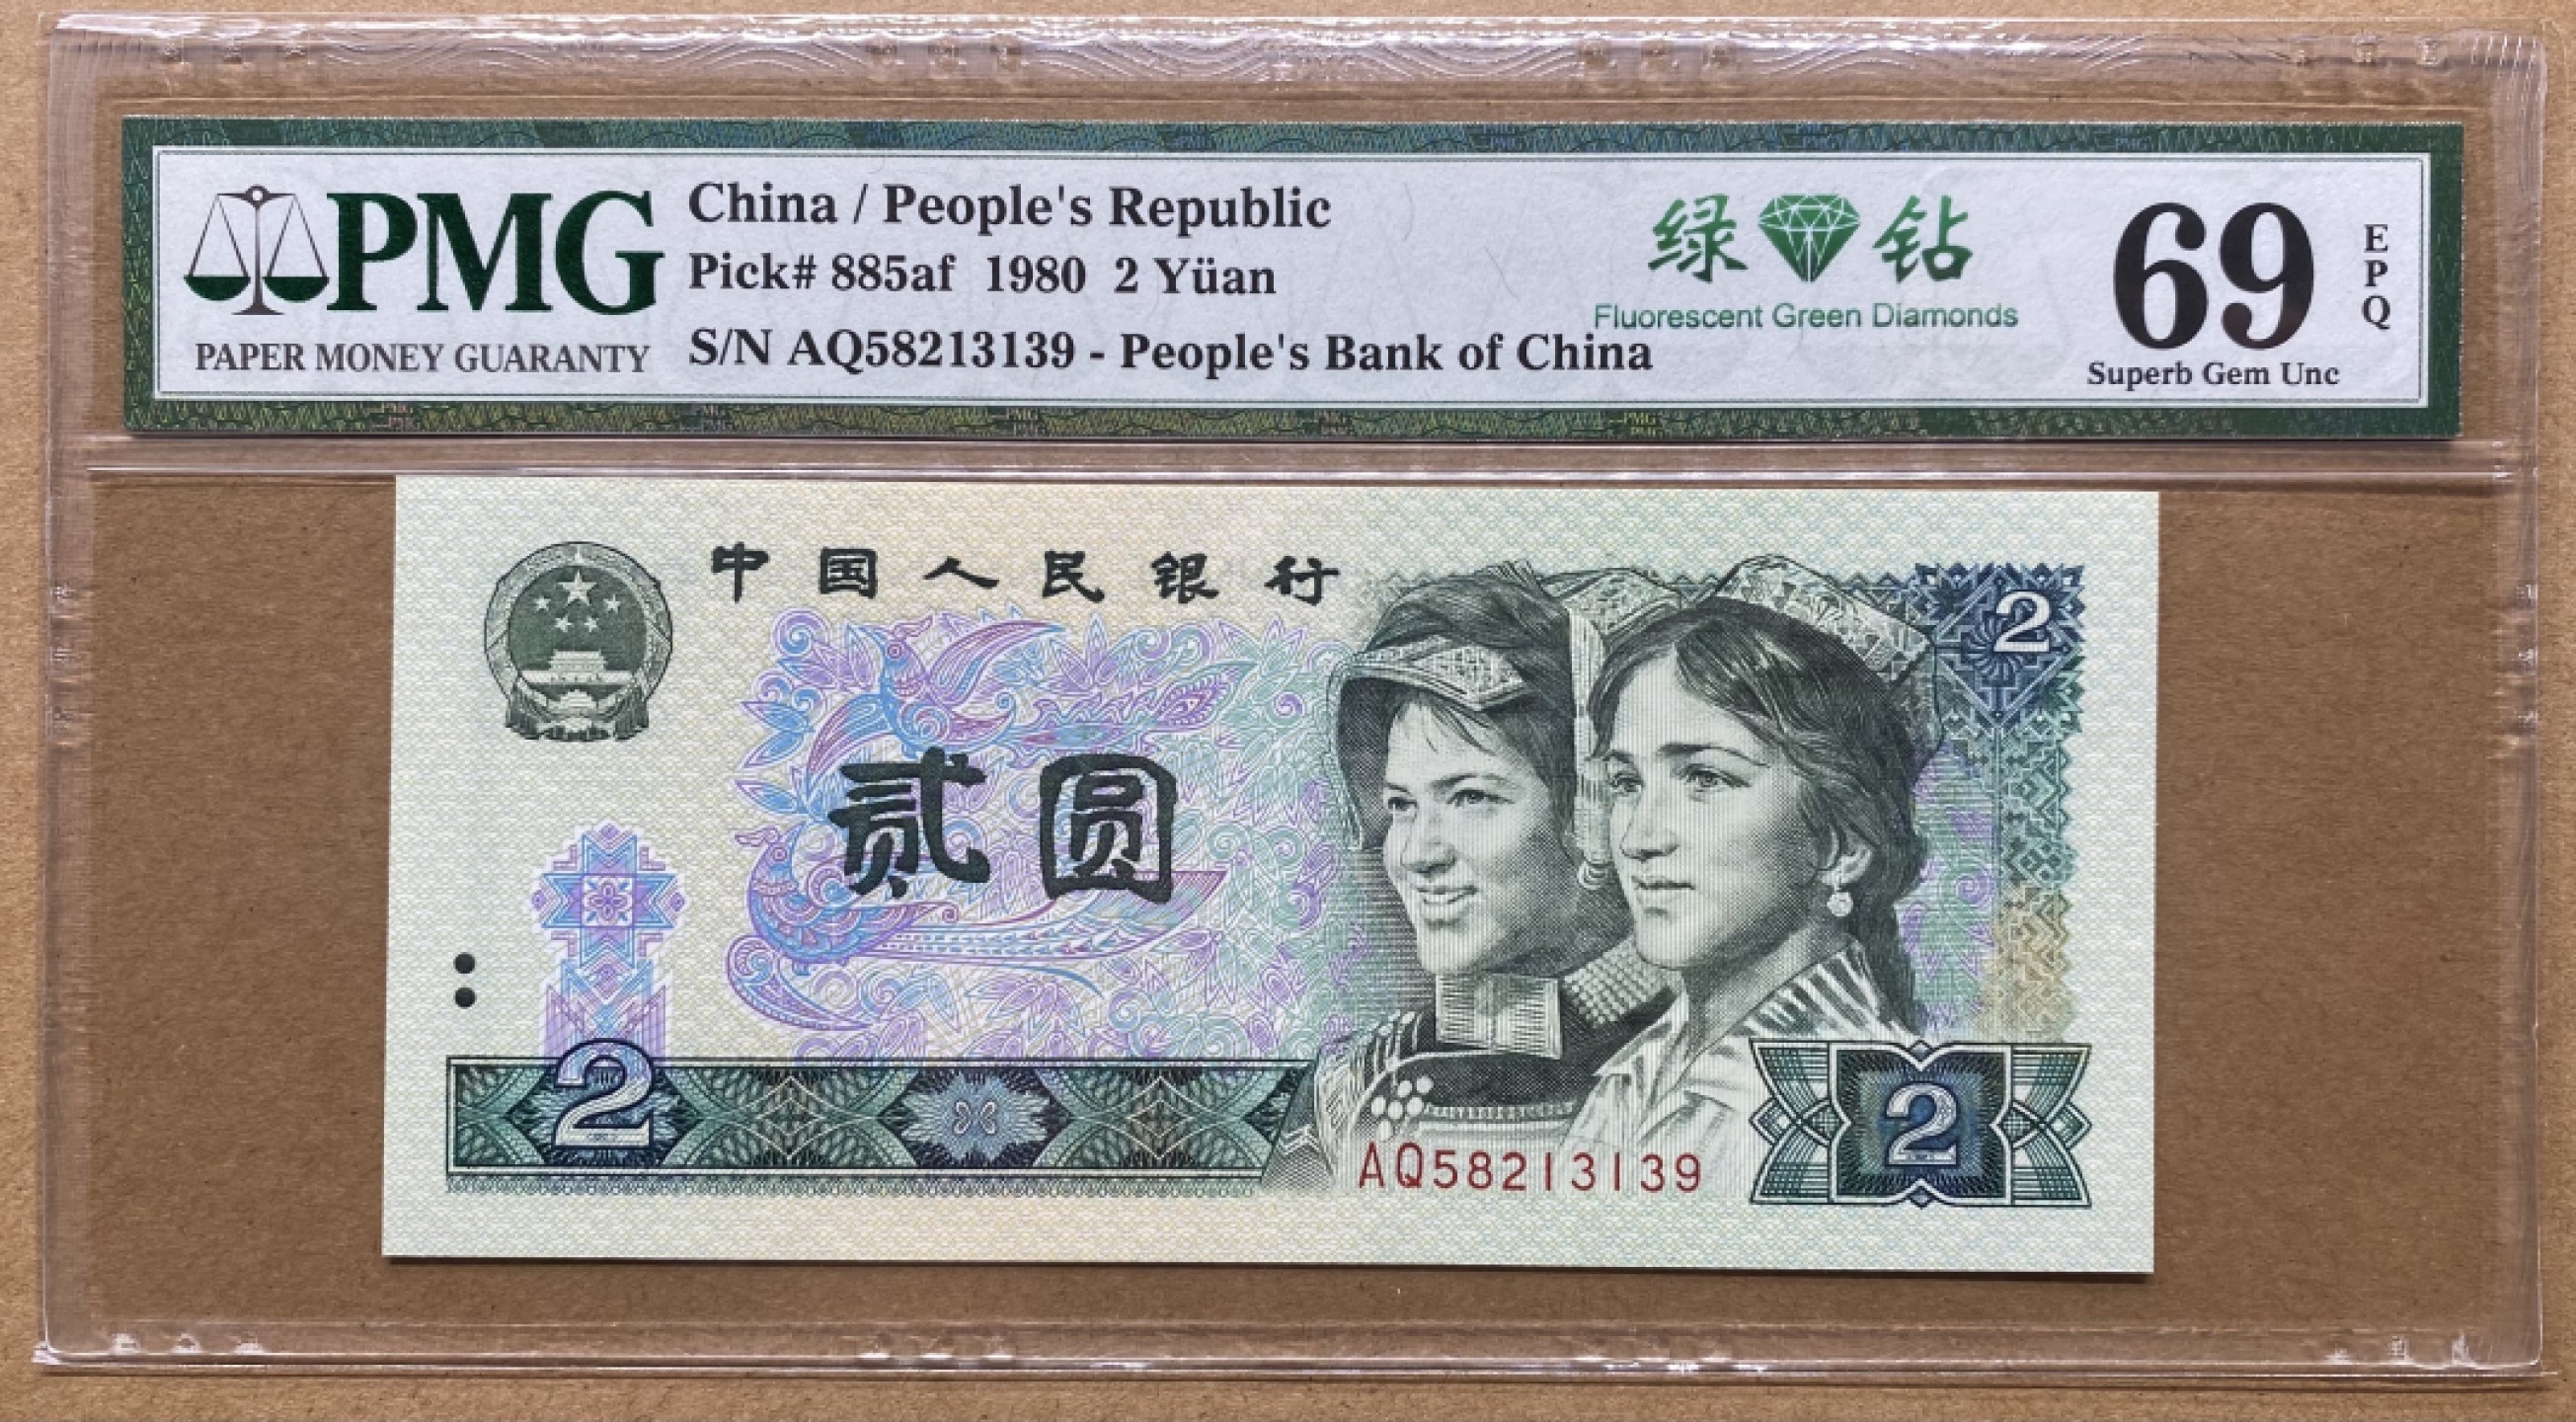 PMG
PAPER MONEY GUARANTY
China / People's Republic
Pick# 885af 1980 2 Yüan
S/N AQ58213139 - People's Bank of China
绿 钻
Fluorescent Green Diamonds
69
EPQ
Superb Gem Unc
中国人民银行
2
贰圆
2
2
AQ58213139